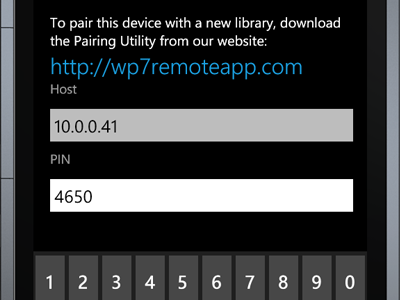 To pair this device with a new library, download
the Pairing Utility from our website:
http://wp7remoteapp.com
Host
10.0.0.41
PIN
4650
1 2 3 4 5 6 7 8 9 0